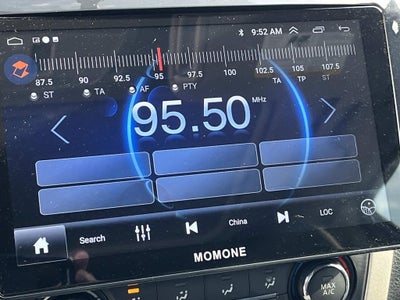 9:52 AM
87.5 90 92.5 95 97.5 100 102.5 105 107.5
ST TA AF PTY TA TP ST
95.50 MHz
Search China LOC
MOMONE
MAX A/C